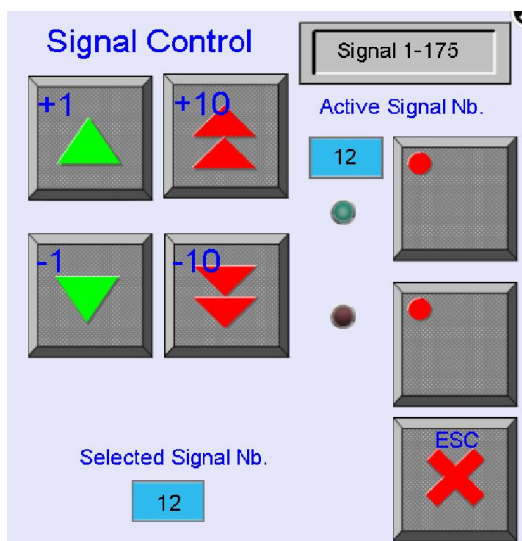 Signal Control
Signal 1-175
+1
+10
Active Signal Nb.
12
-1
-10
ESC
Selected Signal Nb.
12